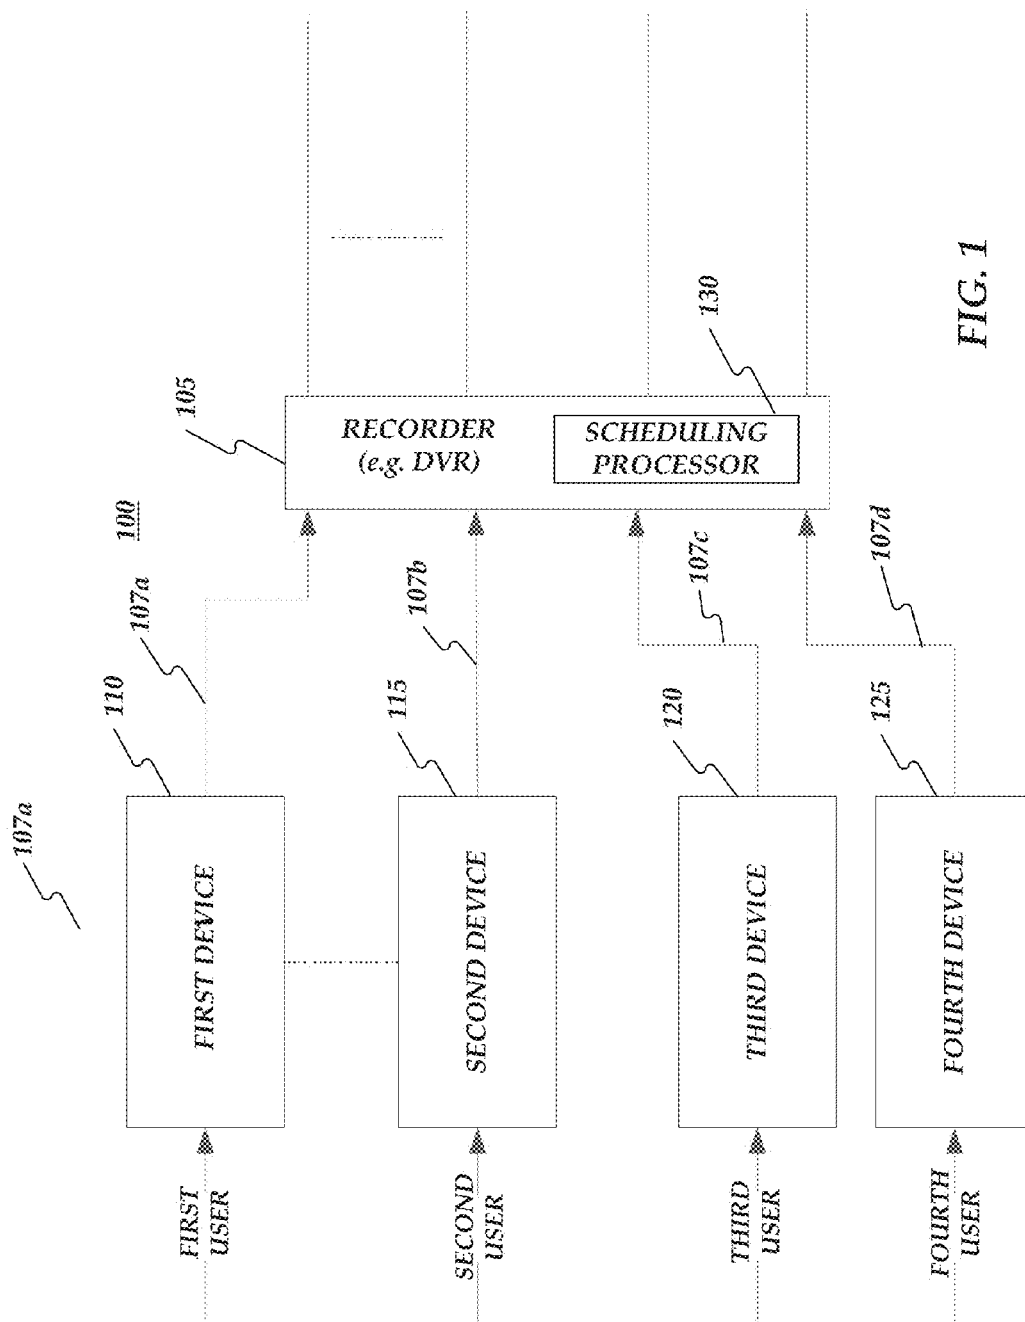 107a
100
110
107a
105
FIRST
USER
FIRST DEVICE
RECORDER
(e.g. DVR)
115
107b
SECOND
USER
SECOND DEVICE
SCHEDULING
PROCESSOR
130
120
107c
THIRD
USER
THIRD DEVICE
125
107d
FOURTH
USER
FOURTH DEVICE
FIG. 1